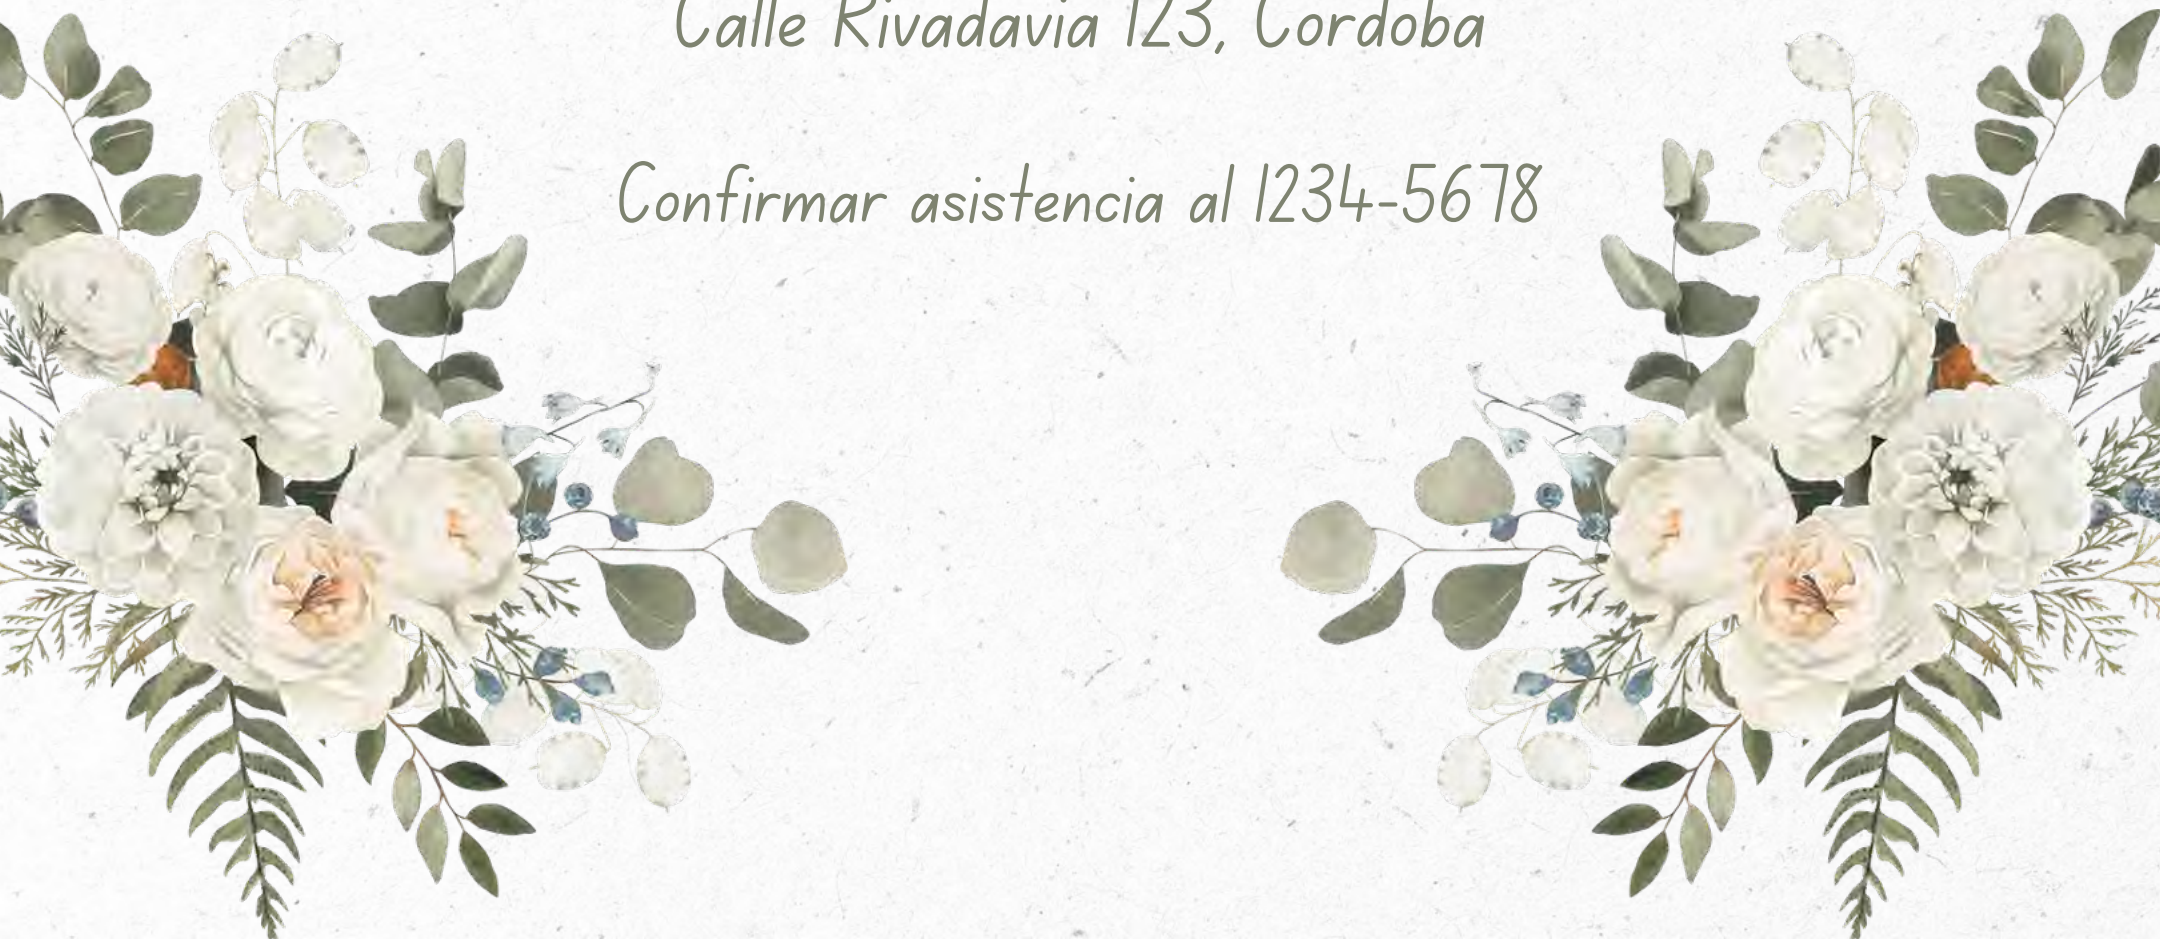 Calle Rivadavia 123, Cordoba
Confirmar asistencia al 1234-5678